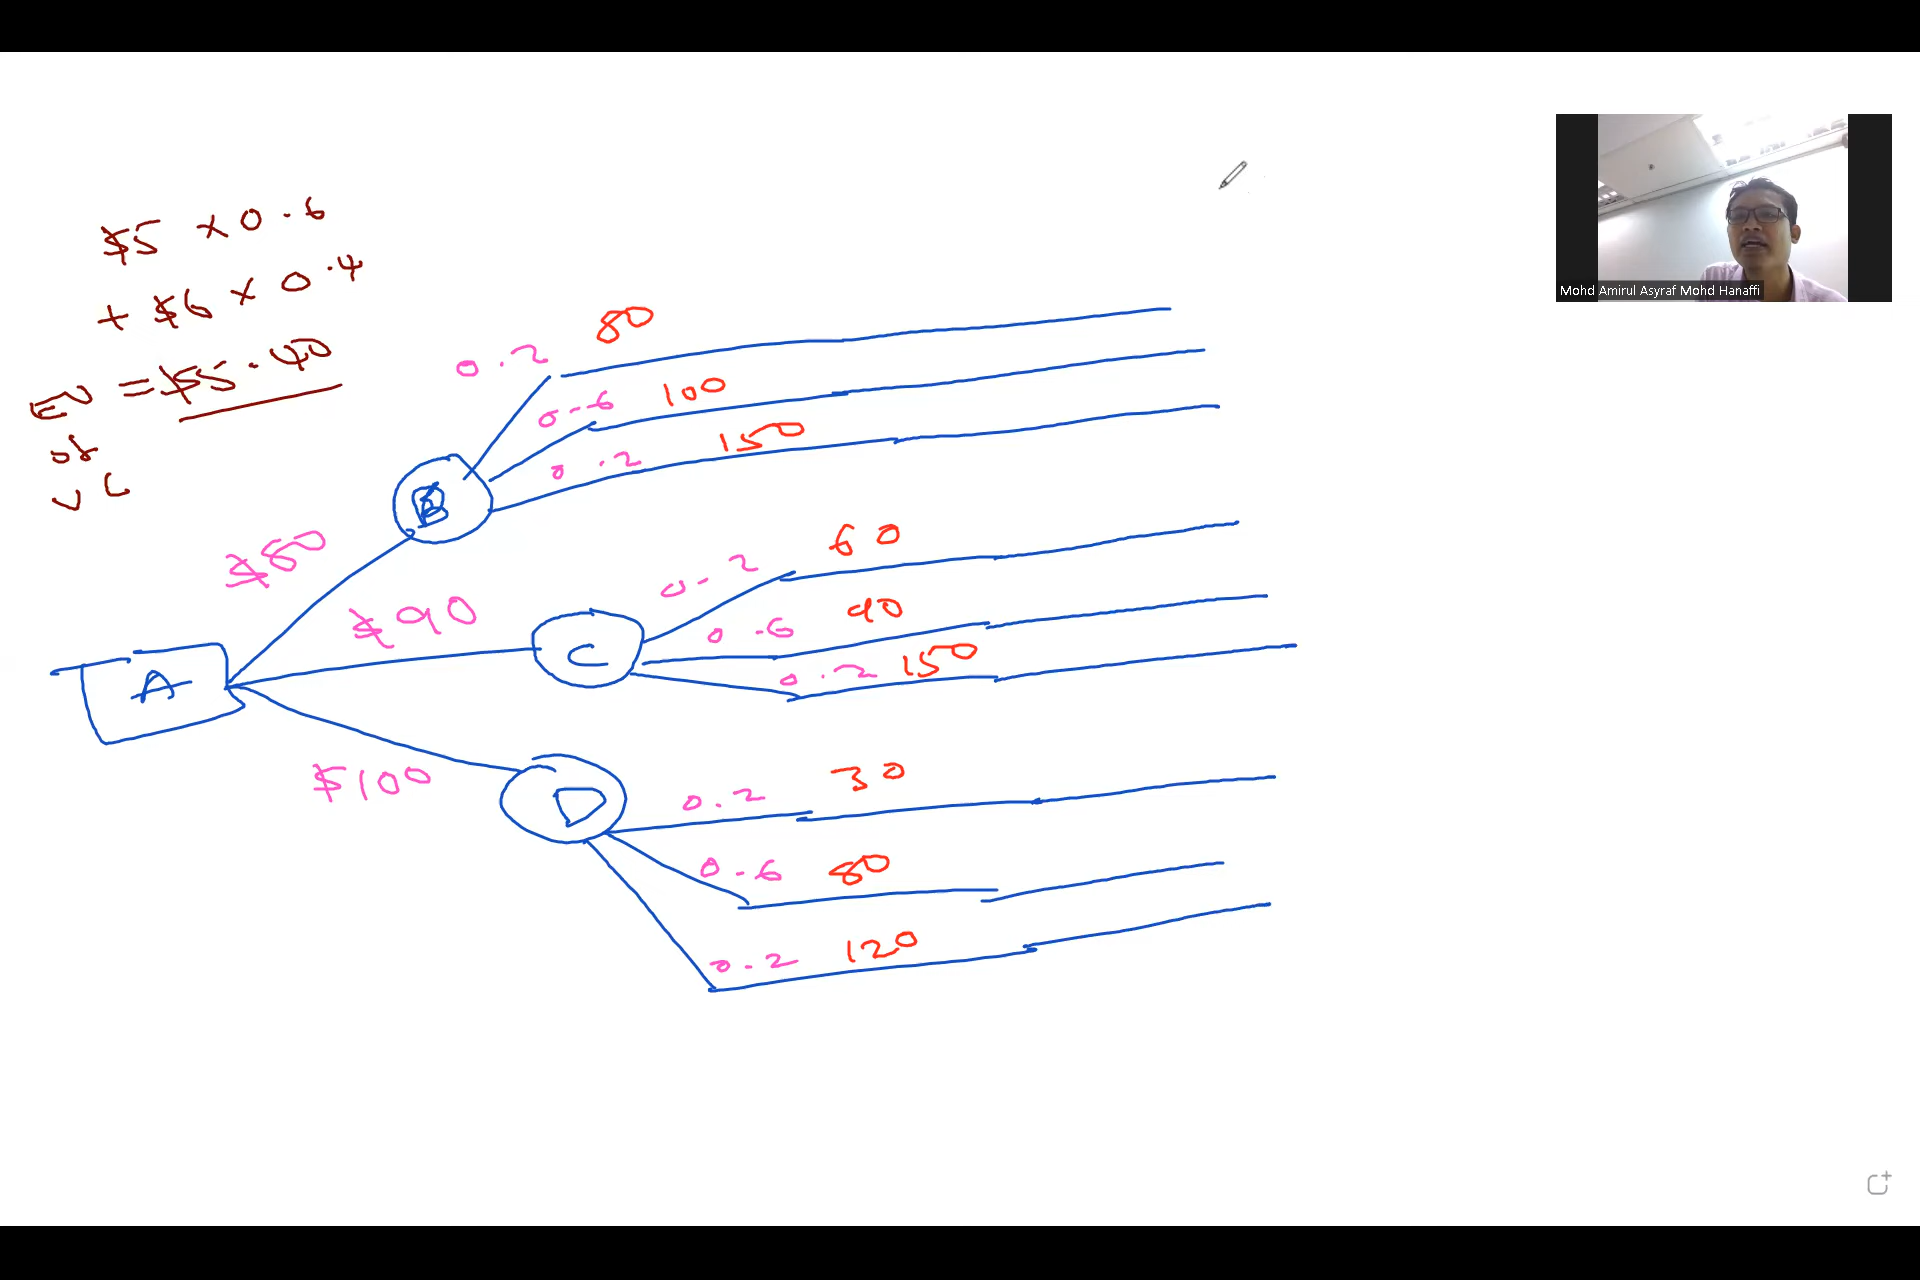 $5 × 0.6
+ $6 × 0.4
= $5.40
EV
of
VC
Mohd Amirul Asyraf Mohd Hanaffi
0.2 80
0.6 100
0.2 150
B
$80
0.2 60
$90
0.6 90
C
0.2 150
A
$100
D
0.2 30
0.6 80
0.2 120